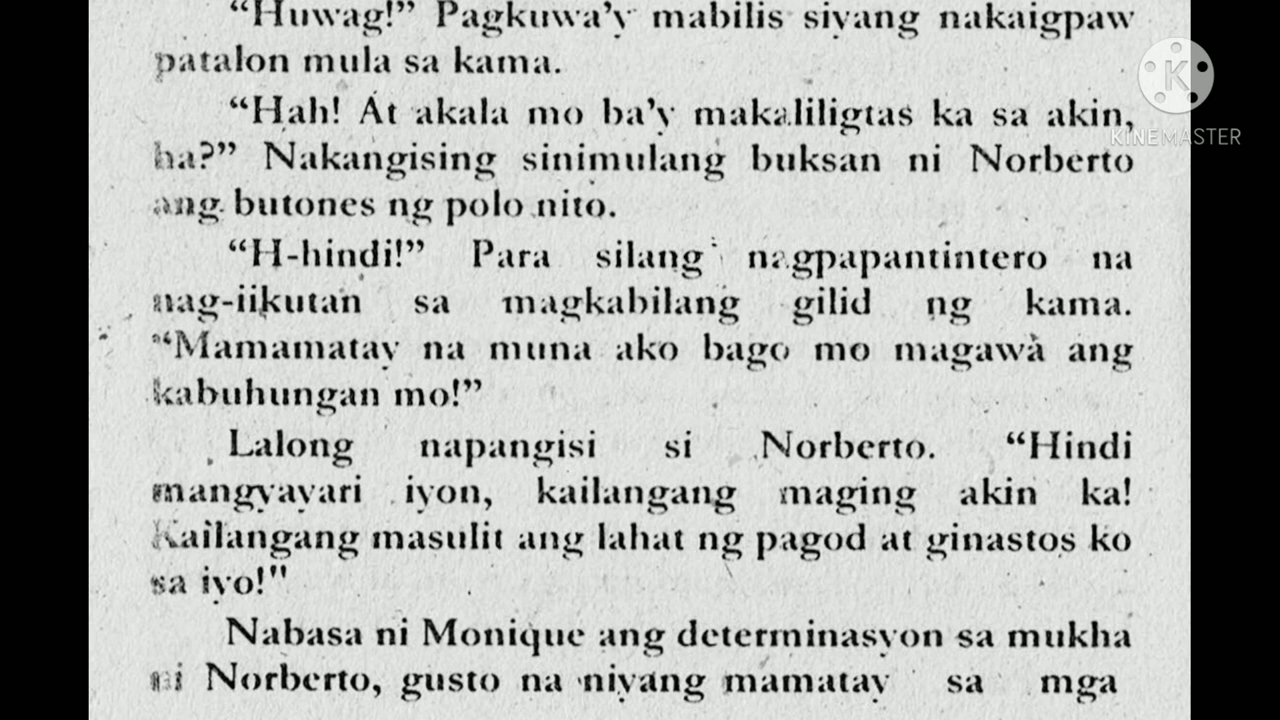 “Huwag!” Pagkuwa’y mabilis siyang nakaigpaw
patalon mula sa kama.
“Hah! At akala mo ba’y makaliligtas ka sa akin,
ha?” Nakangising sinimulang buksan ni Norberto
ang butones ng polo nito.
“H-hindi!” Para silang nagpapantintero na
nag-iikutan sa magkabilang gilid ng kama.
“Mamamatay na muna ako bago mo magawa ang
kabuhungan mo!”
Lalong napangisi si Norberto. “Hindi
mangyayari iyon, kailangang maging akin ka!
Kailangang masulit ang lahat ng pagod at ginastos ko
sa iyo!"
Nabasa ni Monique ang determinasyon sa mukha
ni Norberto, gusto na niyang mamatay sa mga
K
KINEMASTER